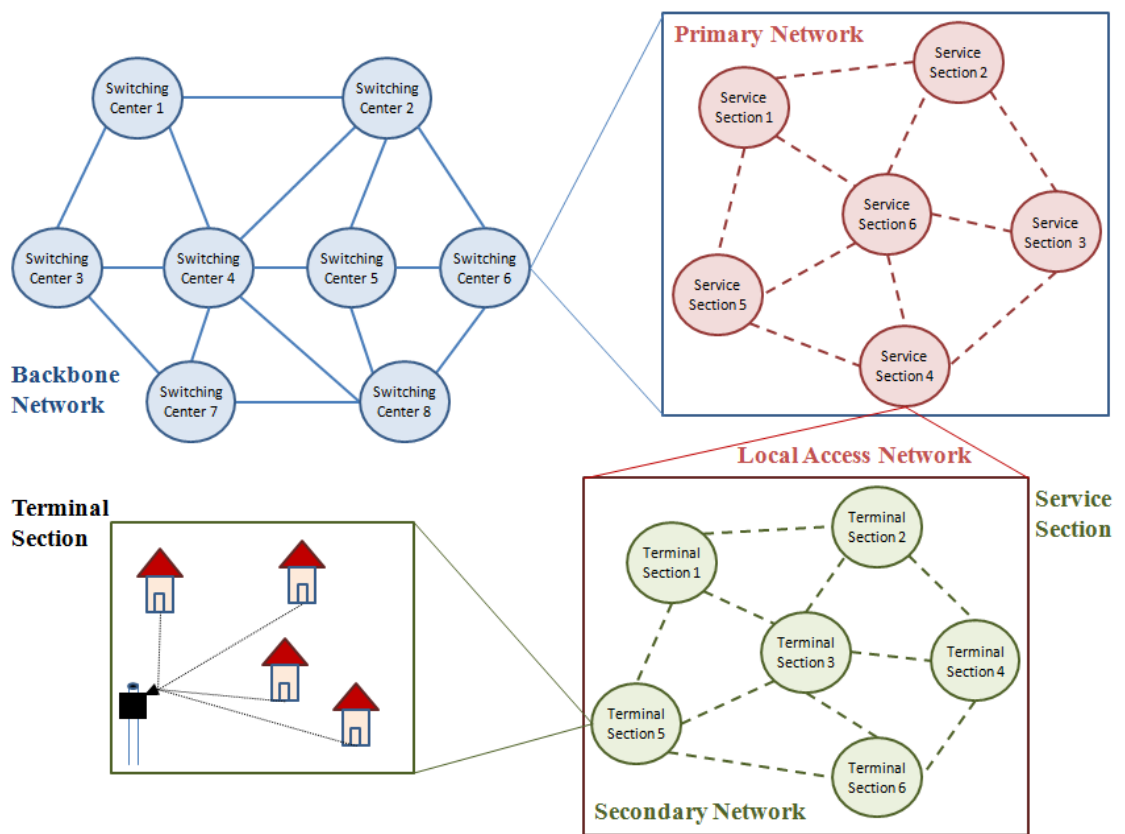 Primary Network
Switching
Center 1
Switching
Center 2
Service
Section 2
Service
Section 1
Service
Section 6
Service
Section 3
Switching
Center 3
Switching
Center 4
Switching
Center 5
Switching
Center 6
Service
Section 5
Service
Section 4
Backbone
Network
Switching
Center 7
Switching
Center 8
Local Access Network
Terminal
Section
Service
Section
Terminal
Section 2
Terminal
Section 1
Terminal
Section 3
Terminal
Section 4
Terminal
Section 5
Terminal
Section 6
Secondary Network